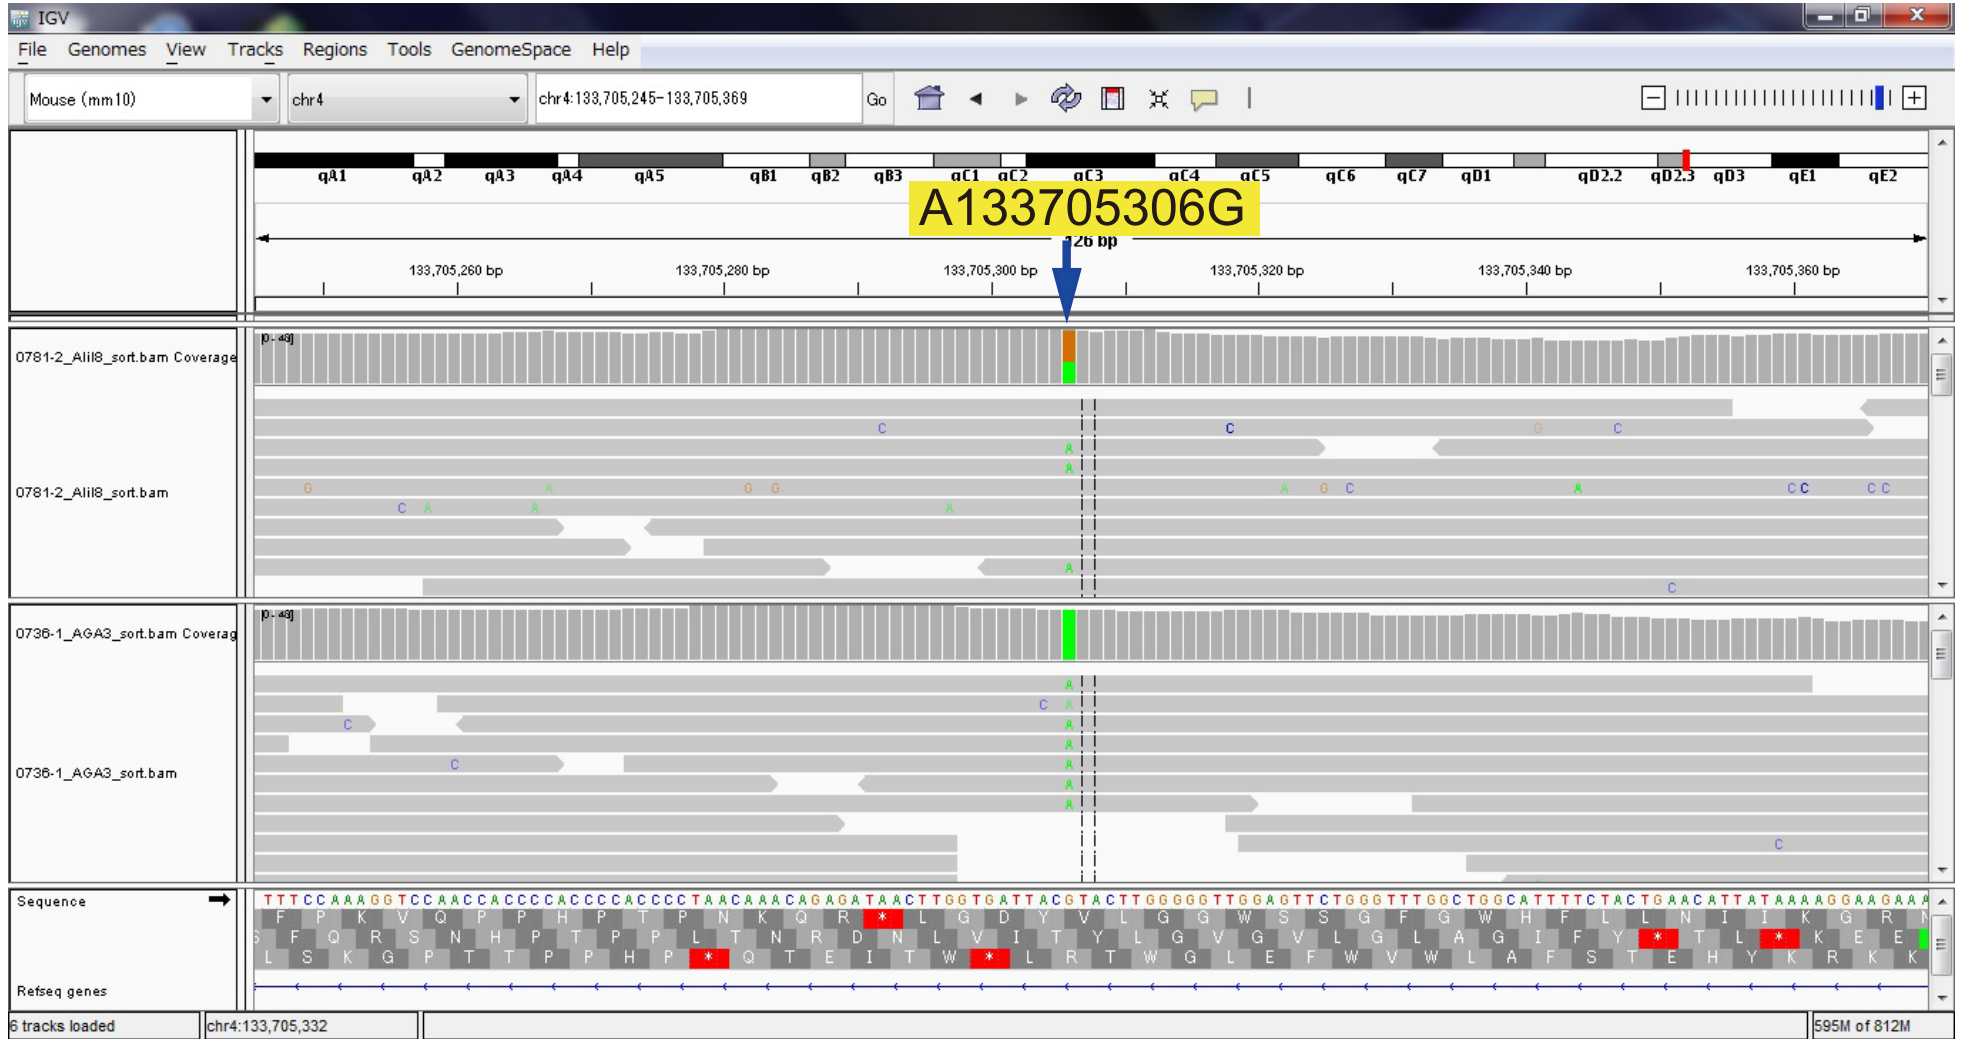 IGV
File Genomes View Tracks Regions Tools GenomeSpace Help
Mouse (mm10) chr4 chr4:133,705,245-133,705,369 Go
qA1 qA2 qA3 qA4 qA5 qB1 qB2 qB3 qC1 qC2 qC3 qC4 qC5 qC6 qC7 qD1 qD2.2 qD2.3 qD3 qE1 qE2
A133705306G
126 bp
133,705,260 bp 133,705,280 bp 133,705,300 bp 133,705,320 bp 133,705,340 bp 133,705,360 bp
[0 - 48]
0781-2_Alil8_sort.bam Coverage
C C G C
A
A
0781-2_Alil8_sort.bam
G A G G A G C A C C C C
C A A A
A
C
[0 - 48]
0736-1_AGA3_sort.bam Coverag
A
C A
C A
A
C A
0736-1_AGA3_sort.bam
A
A
C
Sequence
TTTCCAAAGGTCCAACCACCCCACCCCACCCCTAACAAACAGAGATAACTTGGTGATTACGTACTTGGGGGTTGGAGTTCTGGGTTTGGCTGGCATTTTCTACTGAACATTATAAAAGGAAGAAA
F P K V Q P P H P T P N K Q R * L G D Y V L G G W S S G F G W H F L L N I I K G R N
S F Q R S N H P T P P L T N R D N L V I T Y L G V G V L G L A G I F Y * T L * K E E
L S K G P T T P P H P * Q T E I T W * L R T W G L E F W V W L A F S T E H Y K R K K
Refseq genes
6 tracks loaded chr4:133,705,332 595M of 812M